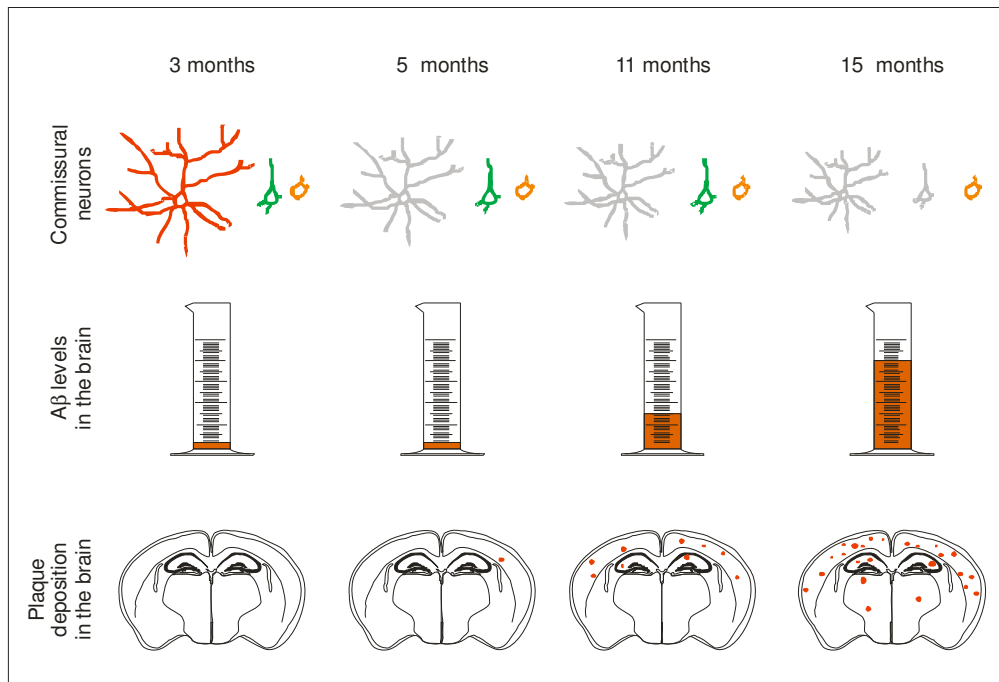 3 months
5 months
11 months
15 months
Commissural
neurons
Aβ levels
in the brain
Plaque
deposition
in the brain